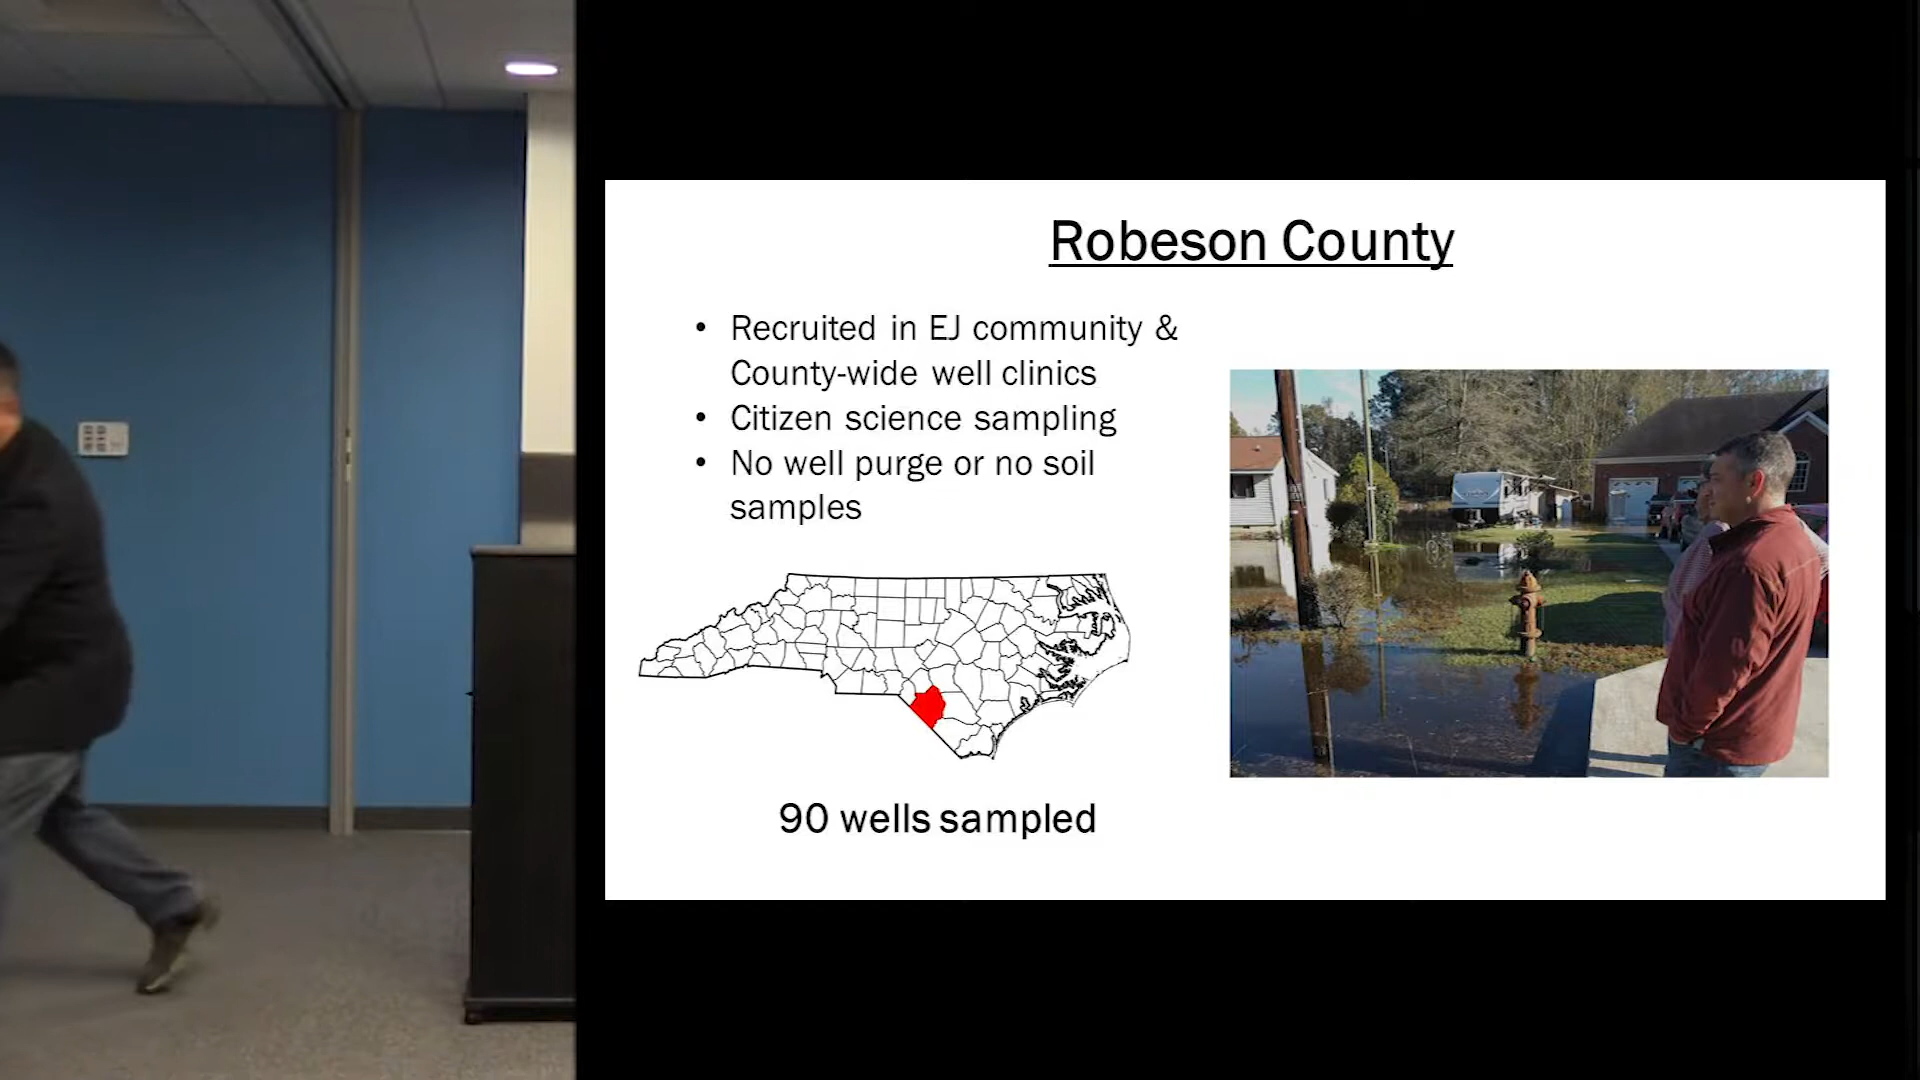 Robeson County
• Recruited in EJ community &
County-wide well clinics
• Citizen science sampling
• No well purge or no soil
samples
90 wells sampled